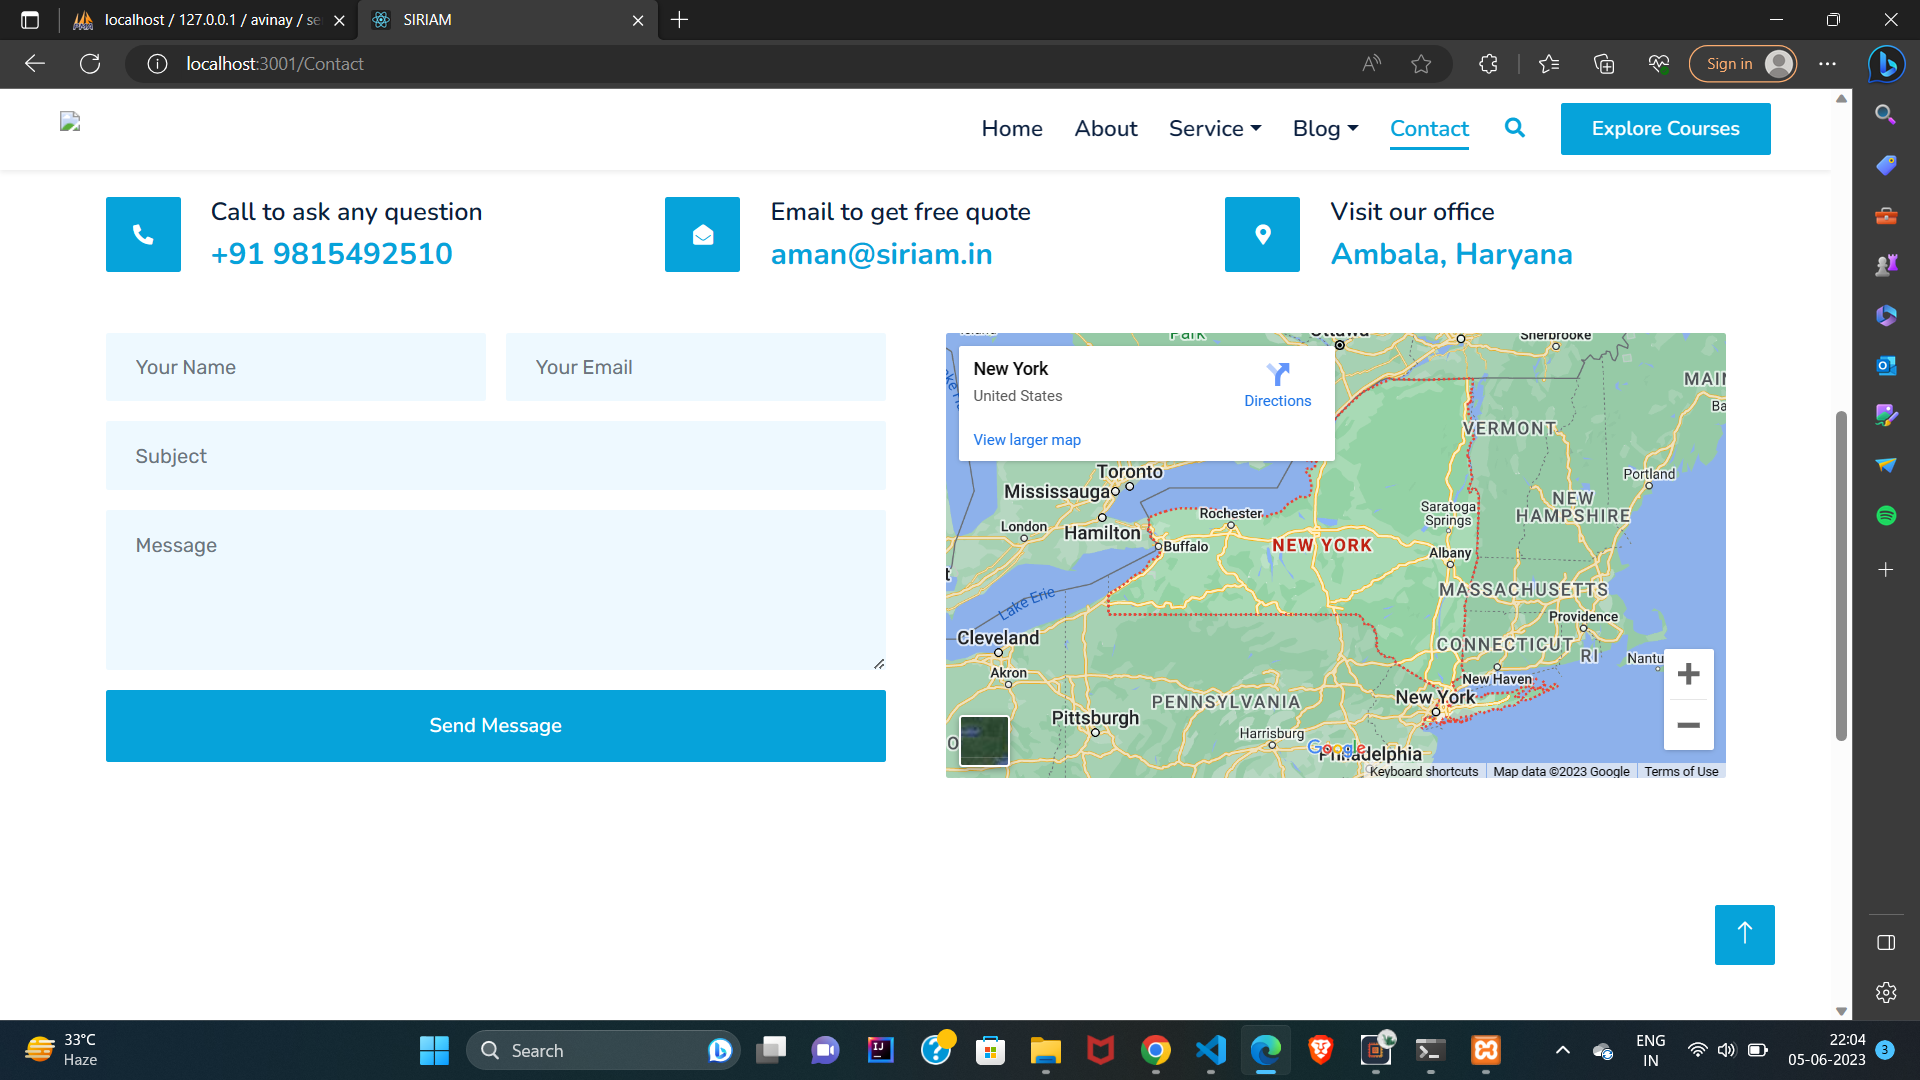 localhost / 127.0.0.1 / avinay / se
SIRIAM
localhost:3001/Contact
Sign in
Home
About
Service
Blog
Contact
Explore Courses
Call to ask any question
+91 9815492510
Email to get free quote
aman@siriam.in
Visit our office
Ambala, Haryana
Your Name
Your Email
Subject
Message
Send Message
New York
United States
Directions
View larger map
Park
Ottawa
Sherbrooke
MAI
Ba
VERMONT
Toronto
Mississauga
Portland
London
Hamilton
Rochester
Saratoga
Springs
NEW
HAMPSHIRE
Buffalo
NEW YORK
Albany
MASSACHUSETTS
Lake Erie
Providence
Cleveland
CONNECTICUT
RI
Nantu
Akron
New Haven
PENNSYLVANIA
New York
Pittsburgh
Harrisburg
Google
Philadelphia
Keyboard shortcuts
Map data ©2023 Google
Terms of Use
33°C
Haze
Search
ENG
IN
22:04
05-06-2023
3